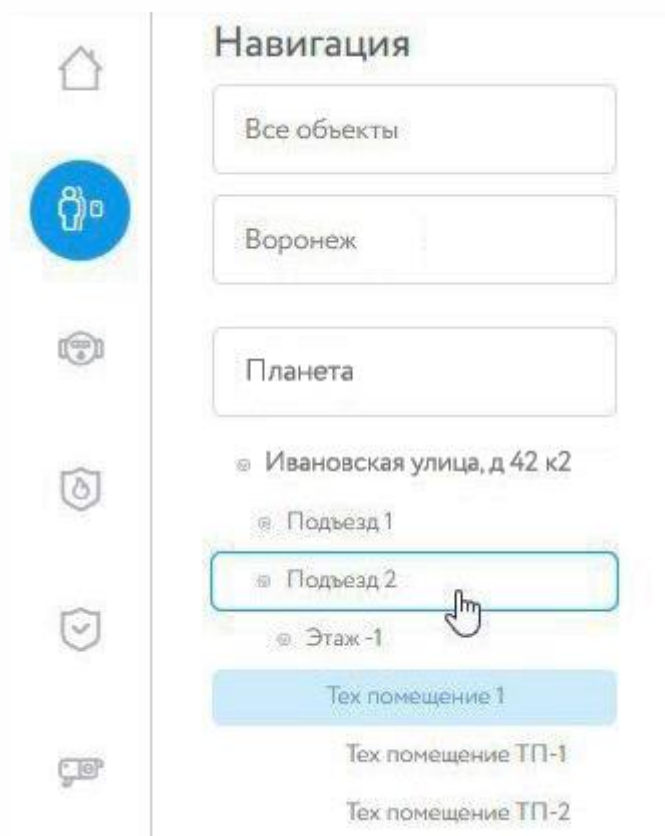 Навигация
Все объекты
Воронеж
Планета
Ивановская улица, д 42 к2
Подъезд 1
Подъезд 2
Этаж -1
Тех помещение 1
Тех помещение ТП-1
Тех помещение ТП-2